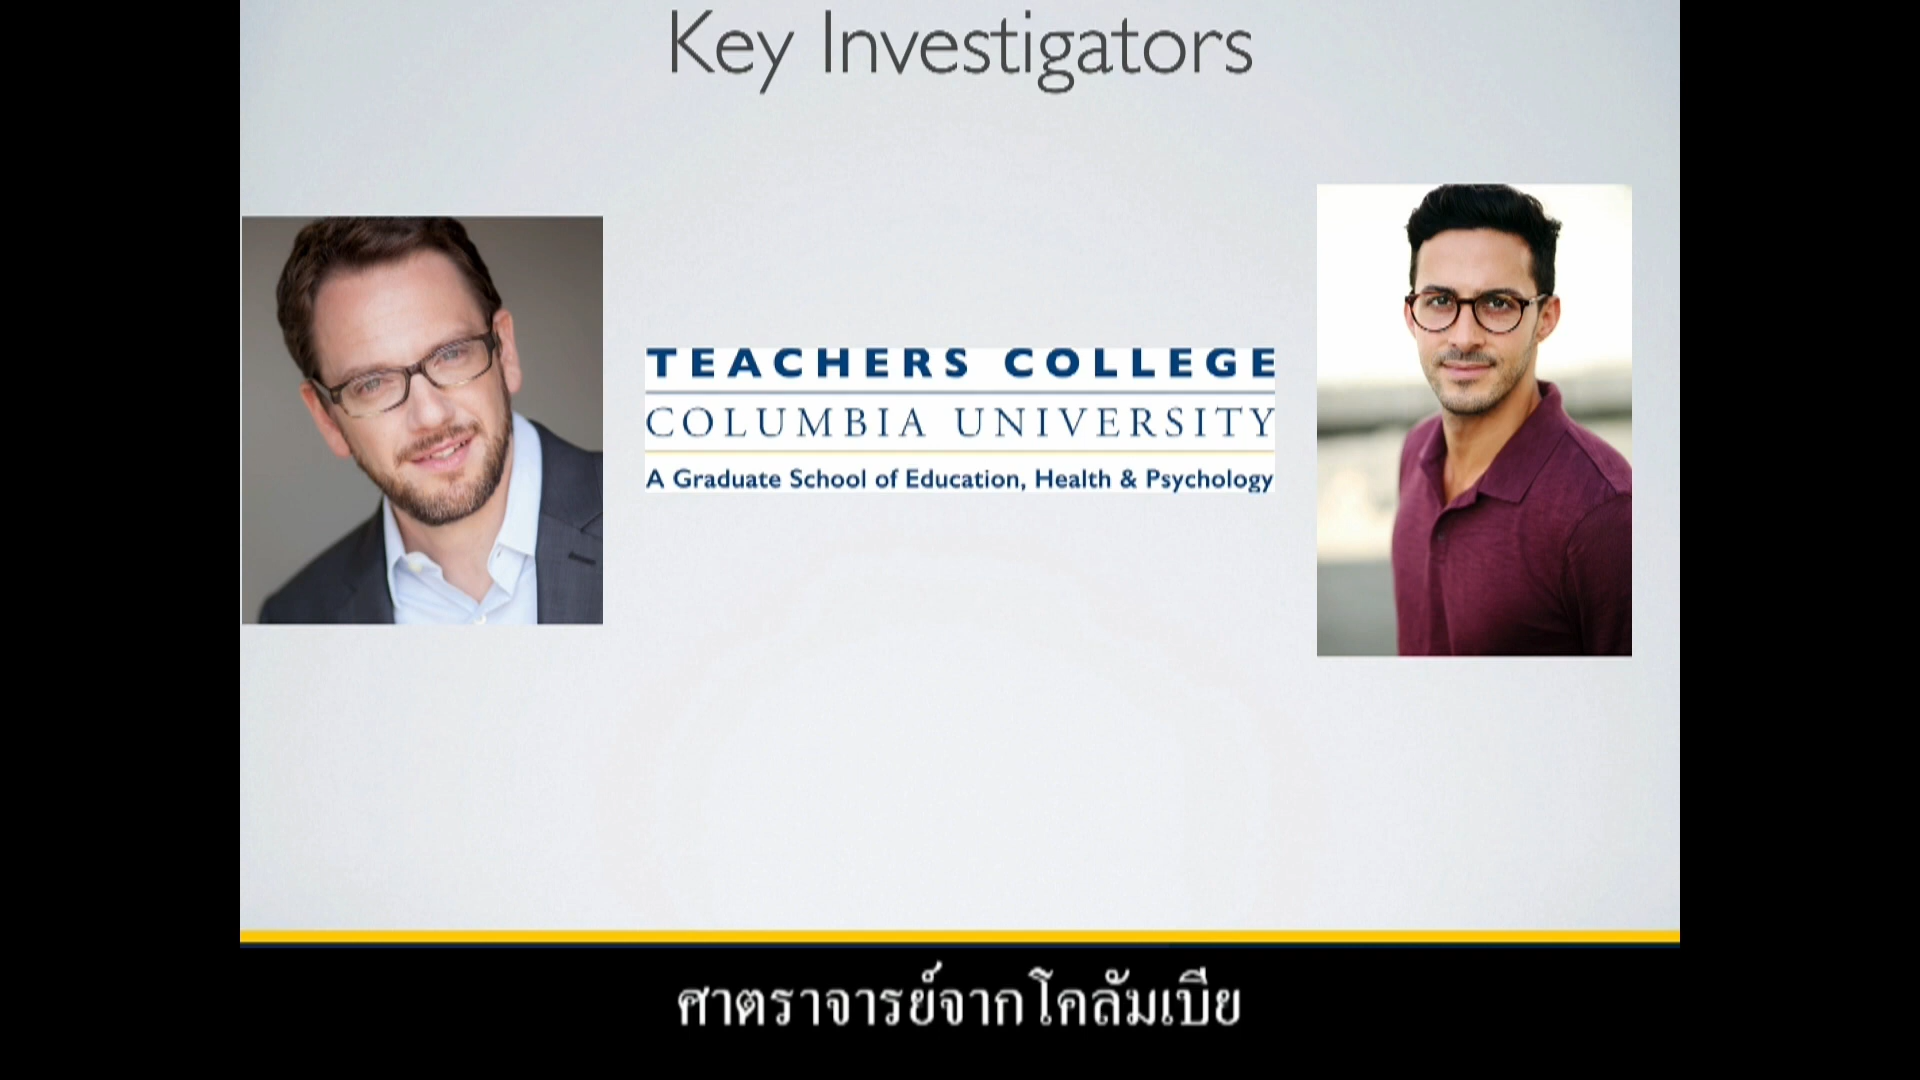 Key Investigators
TEACHERS COLLEGE
COLUMBIA UNIVERSITY
A Graduate School of Education, Health & Psychology
ศาตราจารย์จากโคลัมเบีย